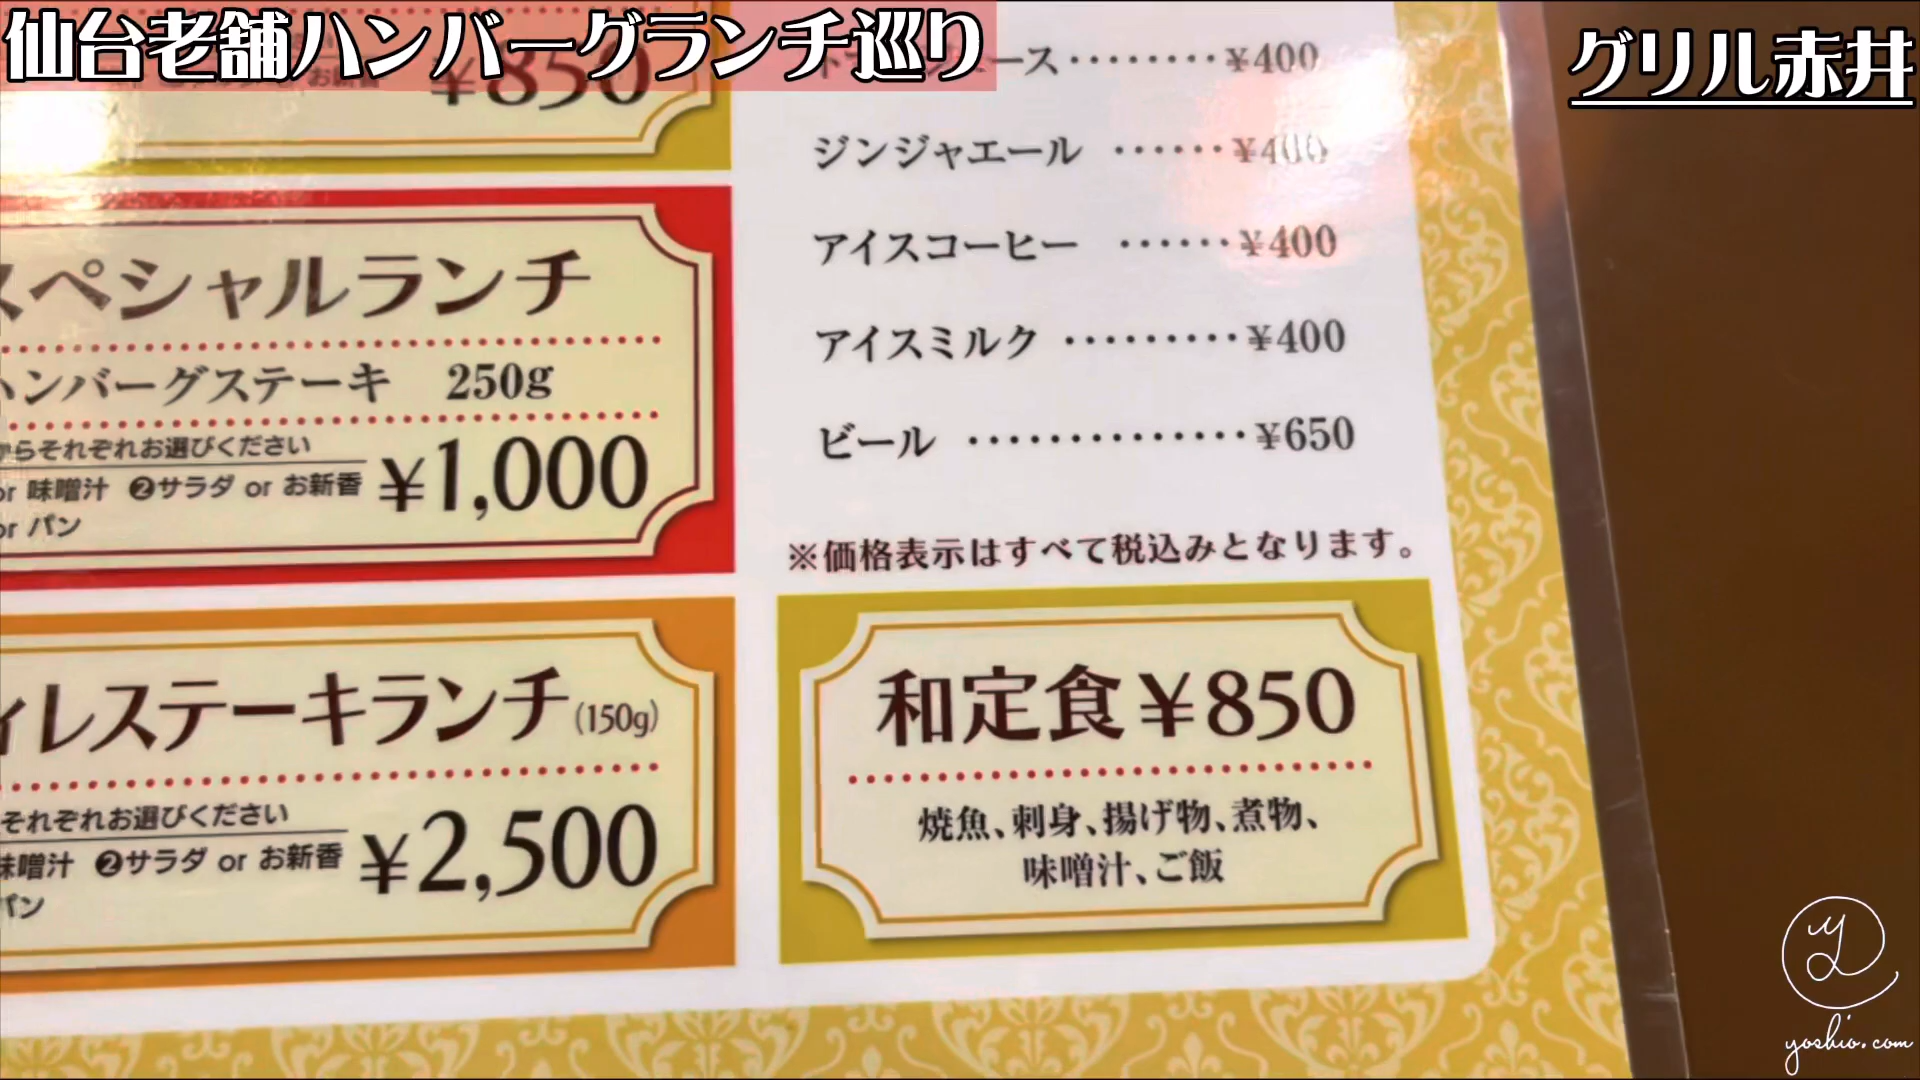 仙台老舗ハンバーグランチ巡り
グリル赤井
お新香
¥850
スペシャルランチ
ハンバーグステーキ 250g
からそれぞれお選びください
or 味噌汁 ❷サラダ or お新香
or パン
¥1,000
ィレステーキランチ(150g)
それぞれお選びください
味噌汁 ❷サラダ or お新香
パン
¥2,500
ース‥‥‥‥¥400
ジンジャエール ‥‥‥¥400
アイスコーヒー ‥‥‥¥400
アイスミルク ‥‥‥‥‥¥400
ビール ‥‥‥‥‥‥‥¥650
※価格表示はすべて税込みとなります。
和定食¥850
焼魚、刺身、揚げ物、煮物、
味噌汁、ご飯
y
yoshio.com